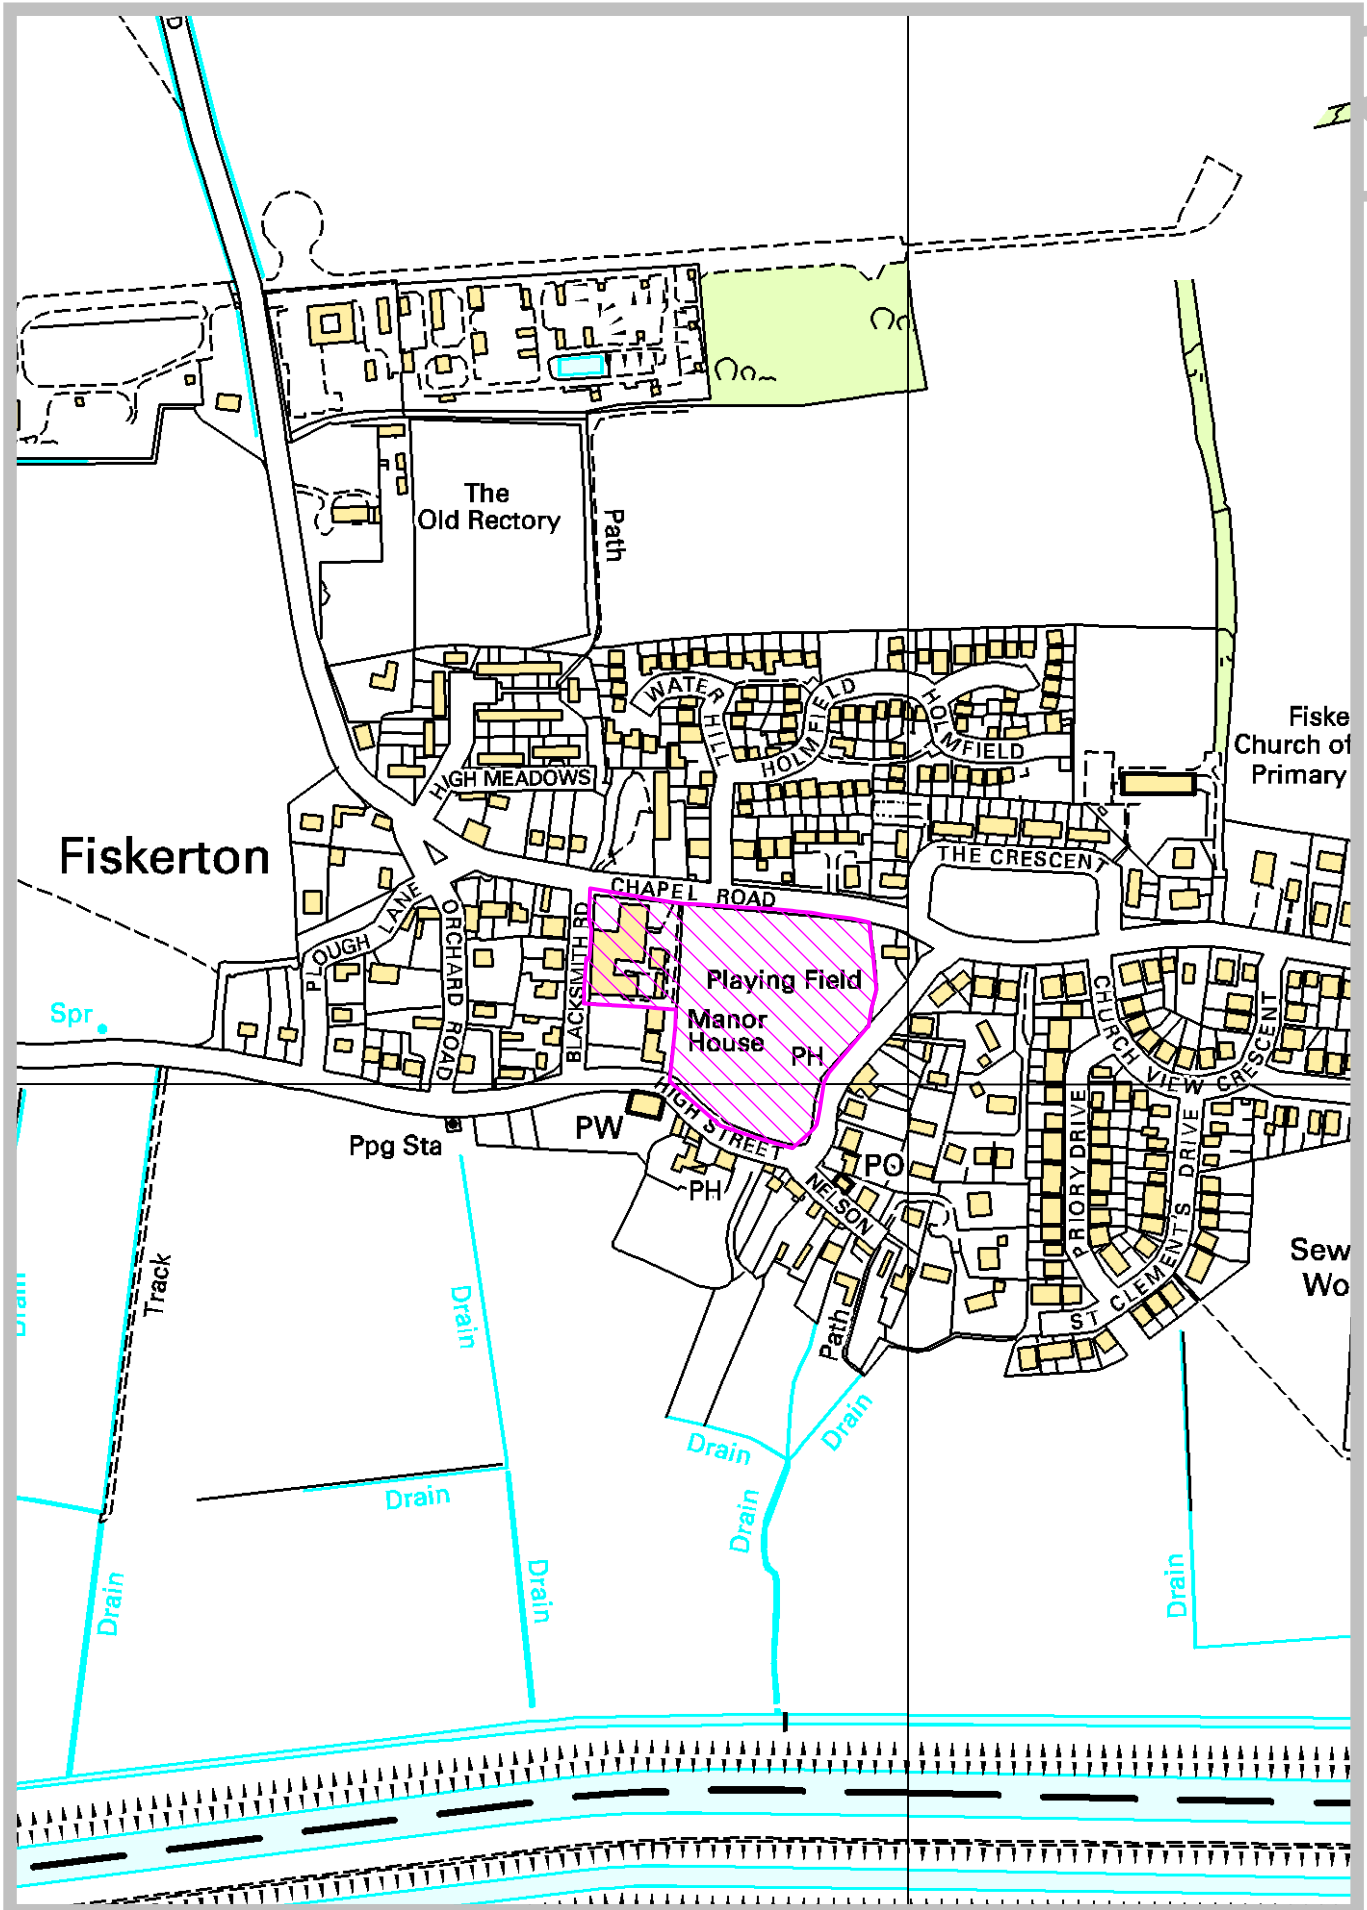 D
The
Old Rectory
Path
WATER
HILL
HOLMFIELD
HOLMFIELD
Fiske
Church of
Primary
HIGH MEADOWS
Fiskerton
THE CRESCENT
CHAPEL ROAD
PLOUGH LANE
ORCHARD ROAD
BLACKSMITH RD
Playing Field
Manor
House
PH
CHURCH
VIEW CRESCENT
Spr
HIGH STREET
PW
Ppg Sta
PO
PH
NELSON
PRIORY DRIVE
ST CLEMENT'S DRIVE
Sew
Wo
Track
Drain
Drain
Path
Drain
Drain
Drain
Drain
Drain
Drain
Drain